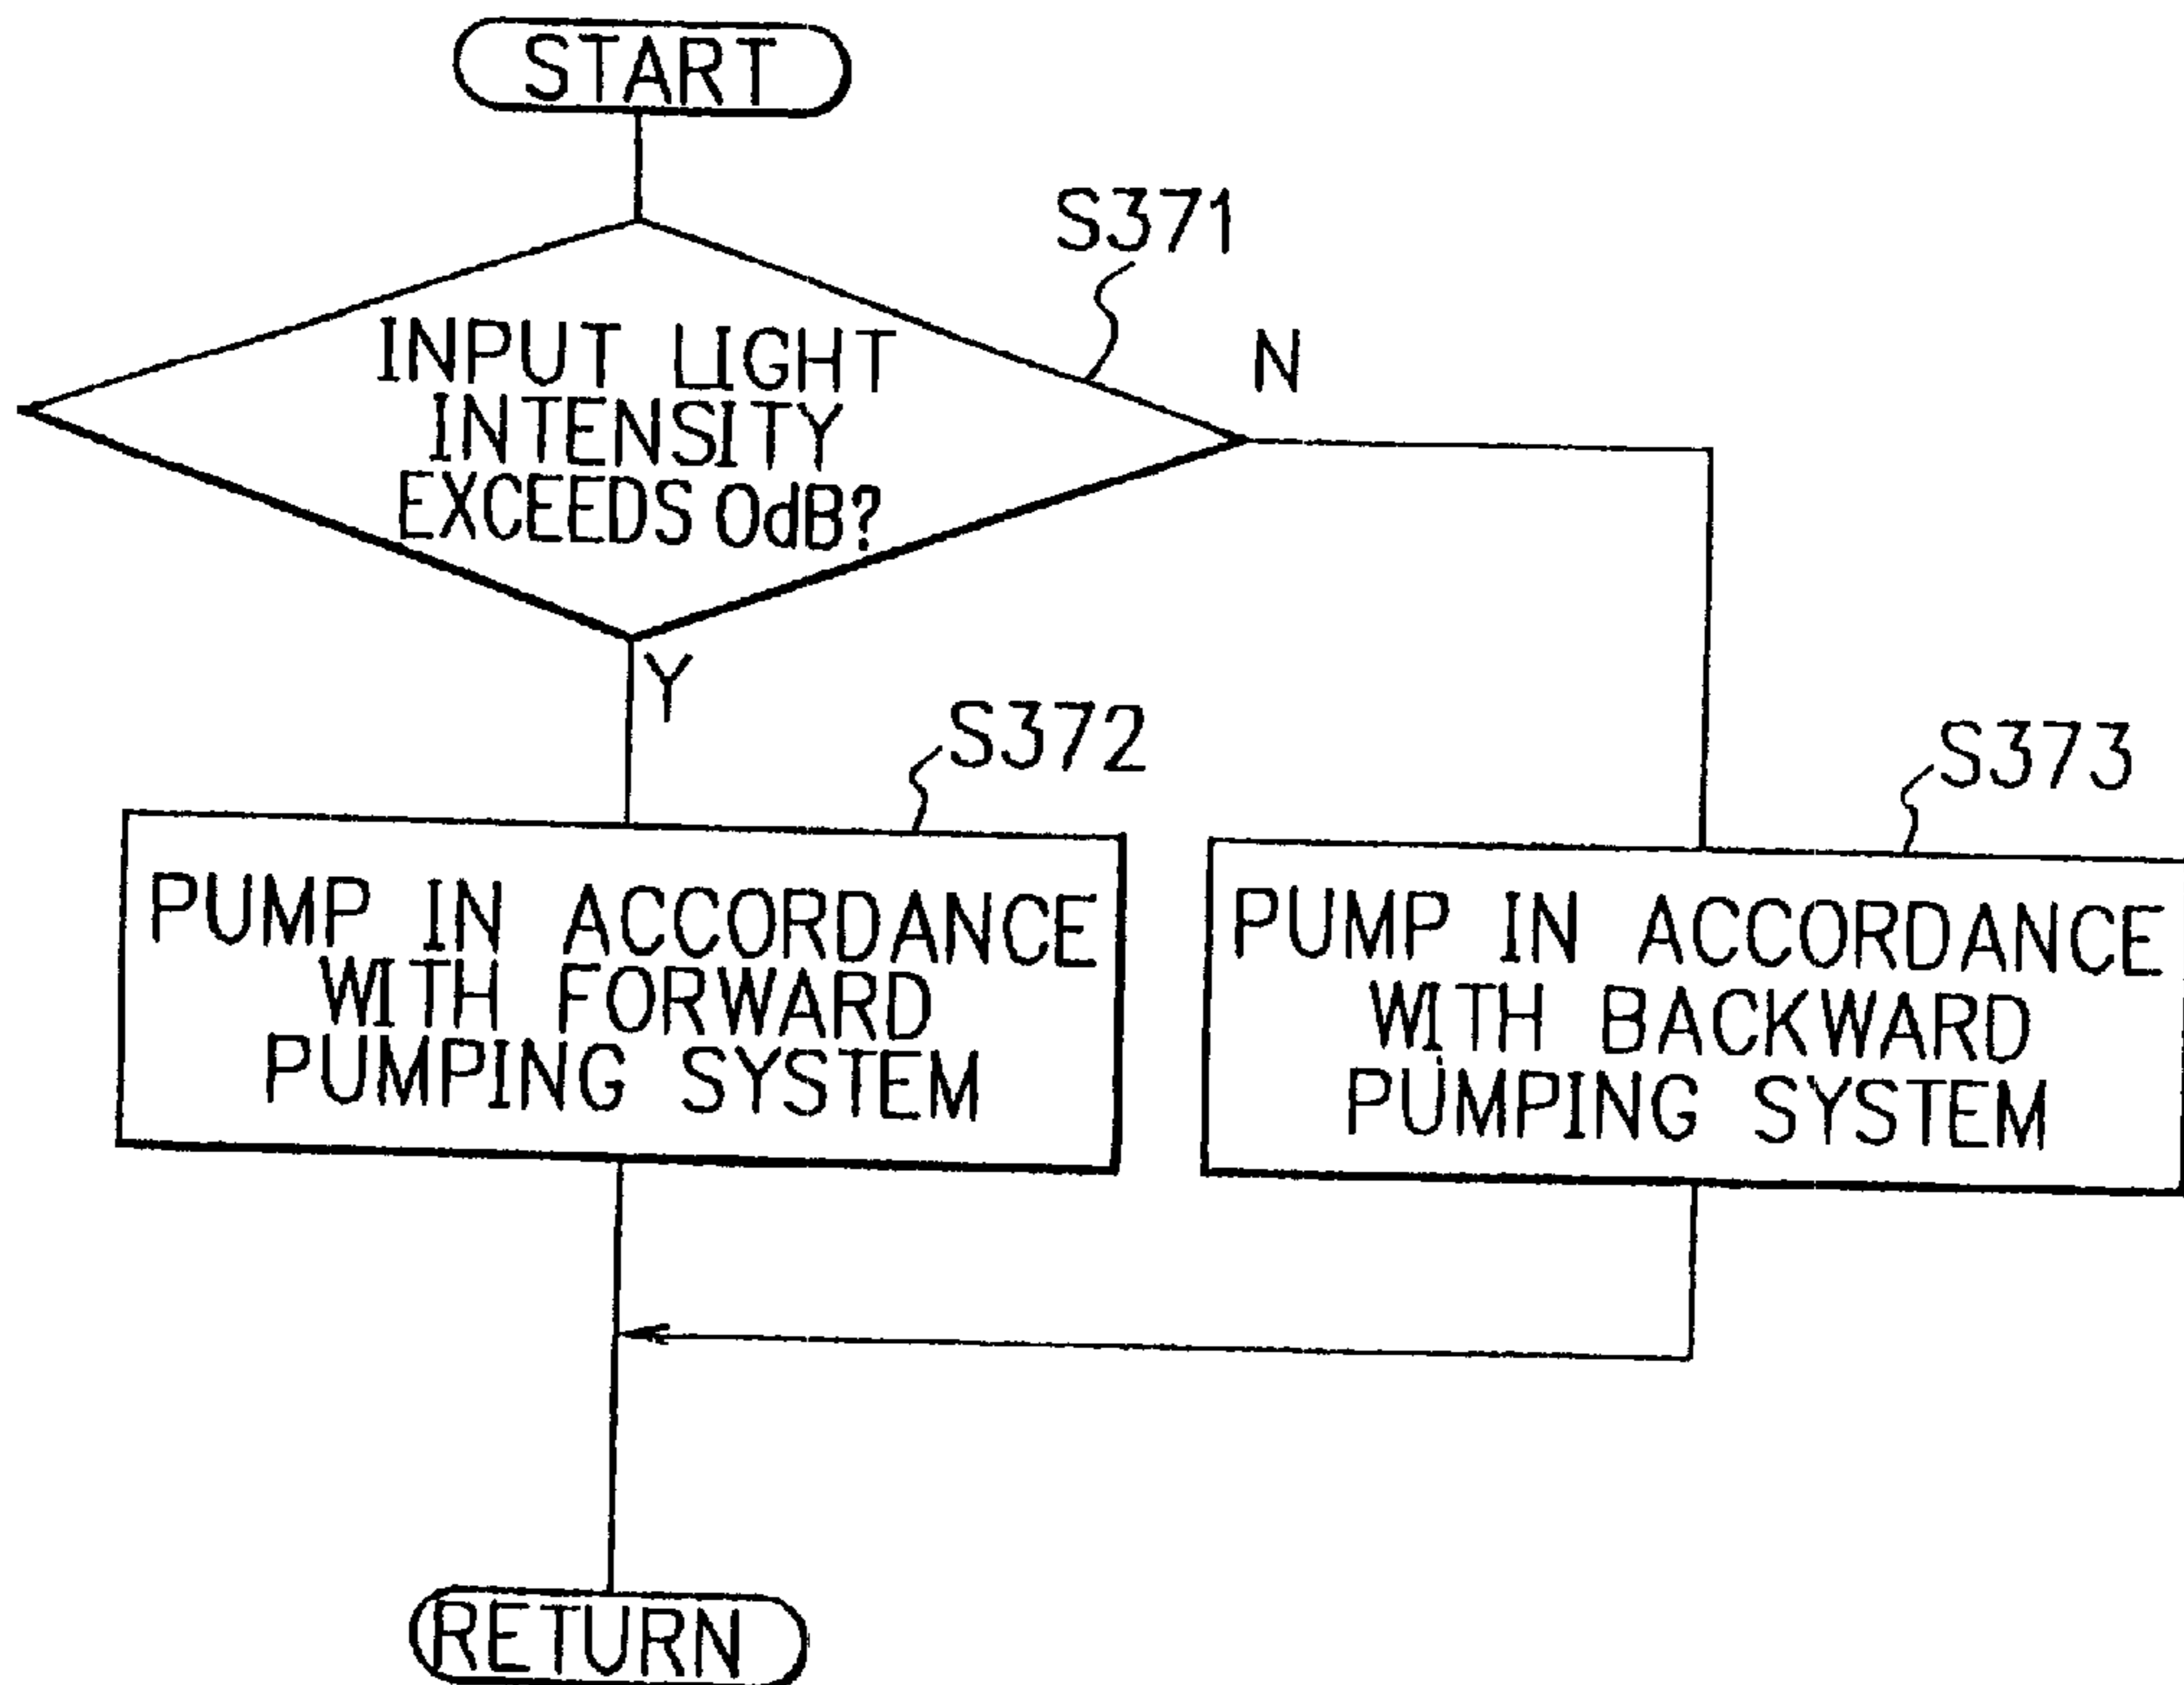 START
S371
INPUT LIGHT
INTENSITY
EXCEEDS 0dB?
N
Y
S372
S373
PUMP IN ACCORDANCE
WITH FORWARD
PUMPING SYSTEM
PUMP IN ACCORDANCE
WITH BACKWARD
PUMPING SYSTEM
RETURN